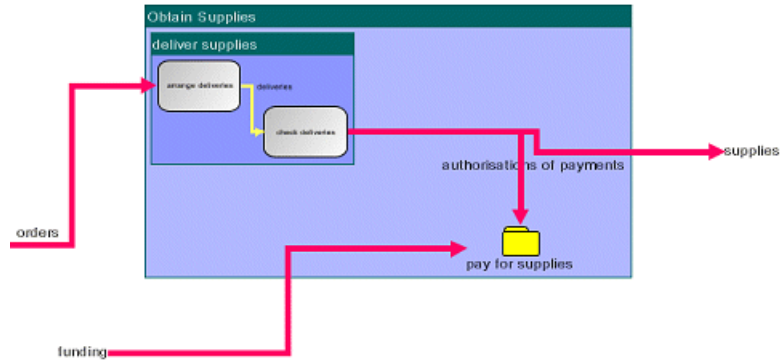 Obtain Supplies
deliver supplies
arrange deliveries
deliveries
check deliveries
supplies
authorisations of payments
orders
pay for supplies
funding